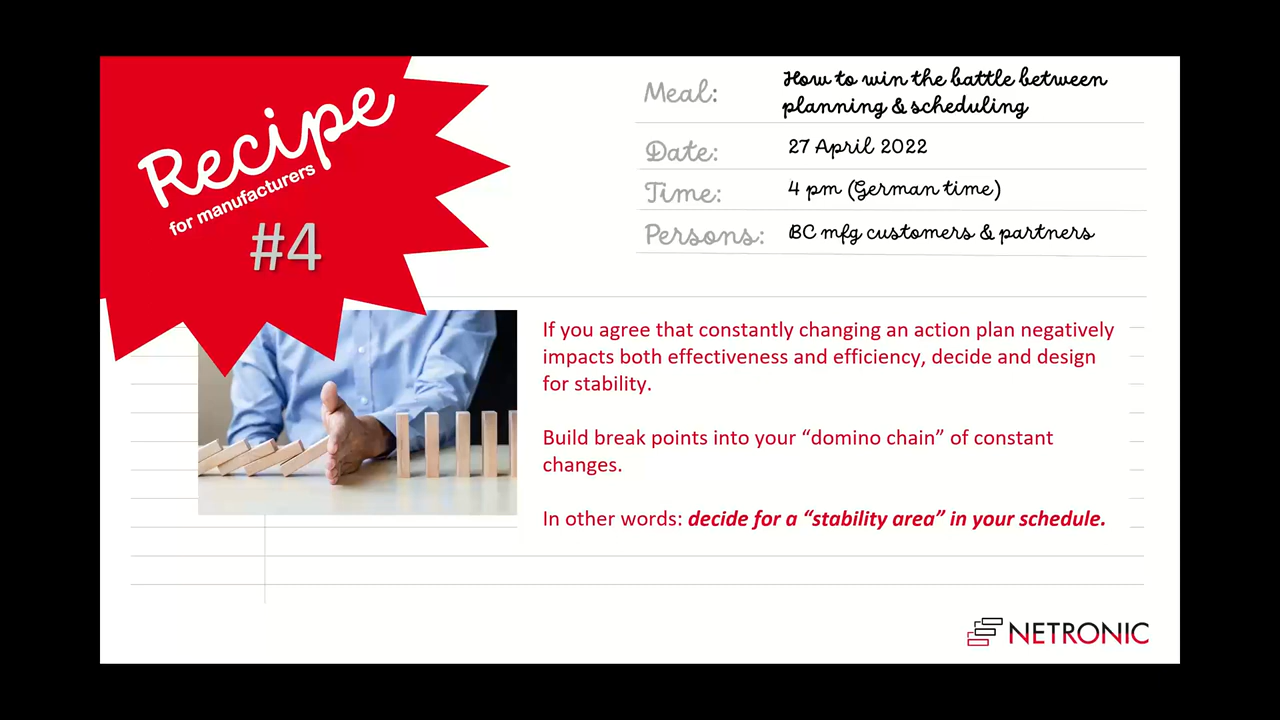 Recipe
for manufacturers
#4
Meal: How to win the battle between
planning & scheduling
Date: 27 April 2022
Time: 4 pm (German time)
Persons: BC mfg customers & partners
If you agree that constantly changing an action plan negatively
impacts both effectiveness and efficiency, decide and design
for stability.
Build break points into your “domino chain” of constant
changes.
In other words: decide for a “stability area” in your schedule.
NETRONIC